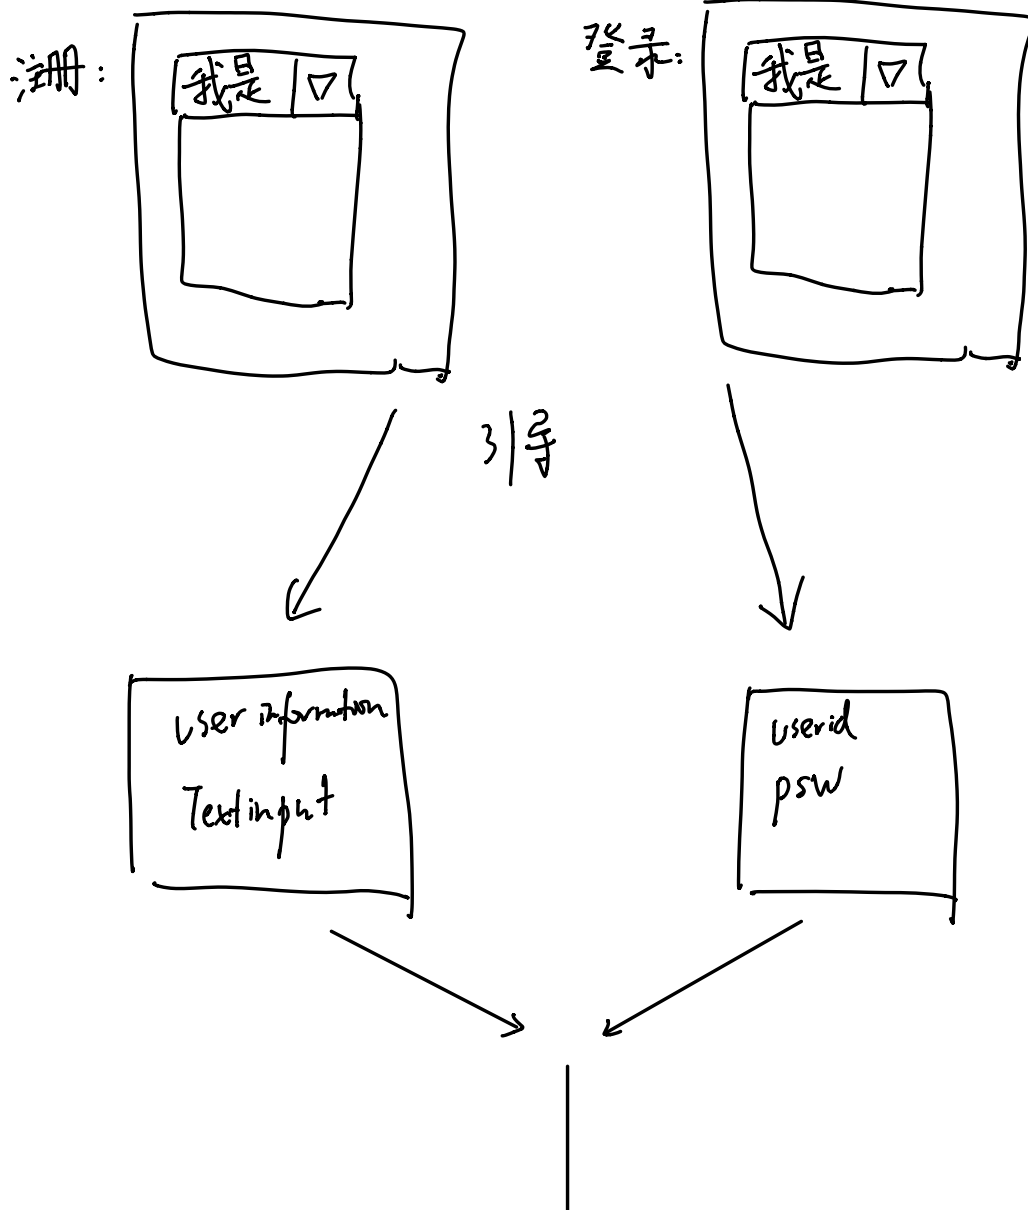 注册:
我是
登录:
我是
引导
user information
Textinput
userid
psw